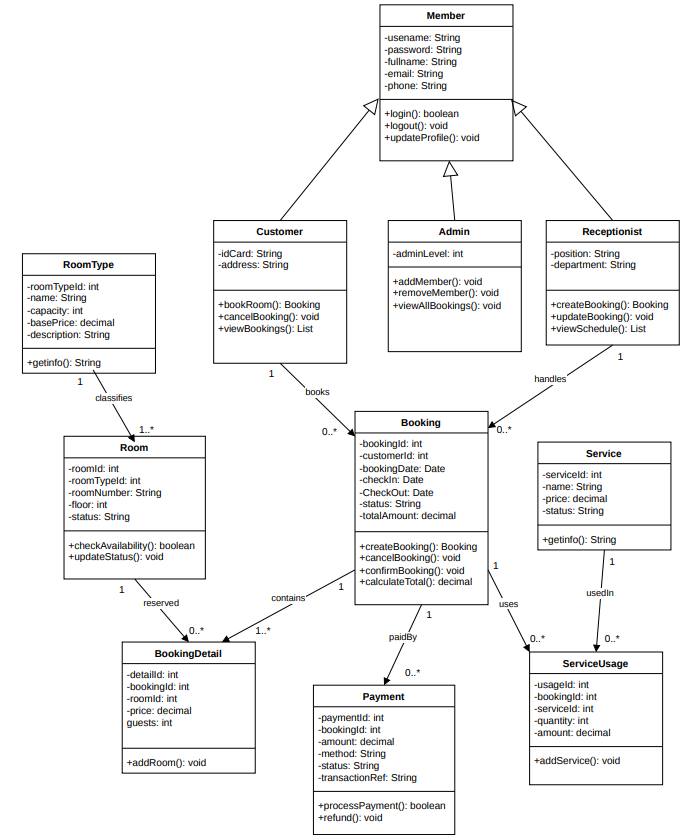 Member
-usename: String
-password: String
-fullname: String
-email: String
-phone: String
+login(): boolean
+logout(): void
+updateProfile(): void
Customer
-idCard: String
-address: String
+bookRoom(): Booking
+cancelBooking(): void
+viewBookings(): List
Admin
-adminLevel: int
+addMember(): void
+removeMember(): void
+viewAllBookings(): void
Receptionist
-position: String
-department: String
+createBooking(): Booking
+updateBooking(): void
+viewSchedule(): List
RoomType
-roomTypeId: int
-name: String
-capacity: int
-basePrice: decimal
-description: String
+getinfo(): String
1
classifies
1..*
1
books
0..*
1
handles
0..*
Room
-roomId: int
-roomTypeId: int
-roomNumber: String
-floor: int
-status: String
+checkAvailability(): boolean
+updateStatus(): void
Booking
-bookingId: int
-customerId: int
-bookingDate: Date
-checkIn: Date
-CheckOut: Date
-status: String
-totalAmount: decimal
+createBooking(): Booking
+cancelBooking(): void
+confirmBooking(): void
+calculateTotal(): decimal
Service
-serviceId: int
-name: String
-price: decimal
-status: String
+getinfo(): String
1
reserved
0..*
1
contains
1..*
1
paidBy
0..*
1
uses
0..*
1
usedIn
0..*
BookingDetail
-detailId: int
-bookingId: int
-roomId: int
-price: decimal
guests: int
+addRoom(): void
Payment
-paymentId: int
-bookingId: int
-amount: decimal
-method: String
-status: String
-transactionRef: String
+processPayment(): boolean
+refund(): void
ServiceUsage
-usageId: int
-bookingId: int
-serviceId: int
-quantity: int
-amount: decimal
+addService(): void